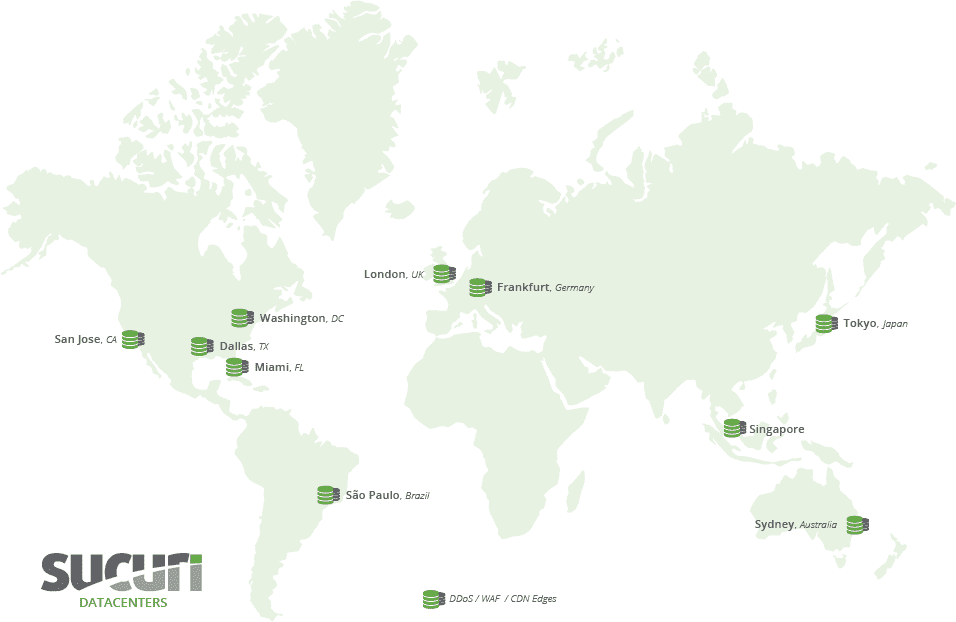 London, UK
Frankfurt, Germany
Washington, DC
Tokyo, Japan
San Jose, CA
Dallas, TX
Miami, FL
Singapore
São Paulo, Brazil
Sydney, Australia
SUCURI
DATACENTERS
DDoS / WAF / CDN Edges